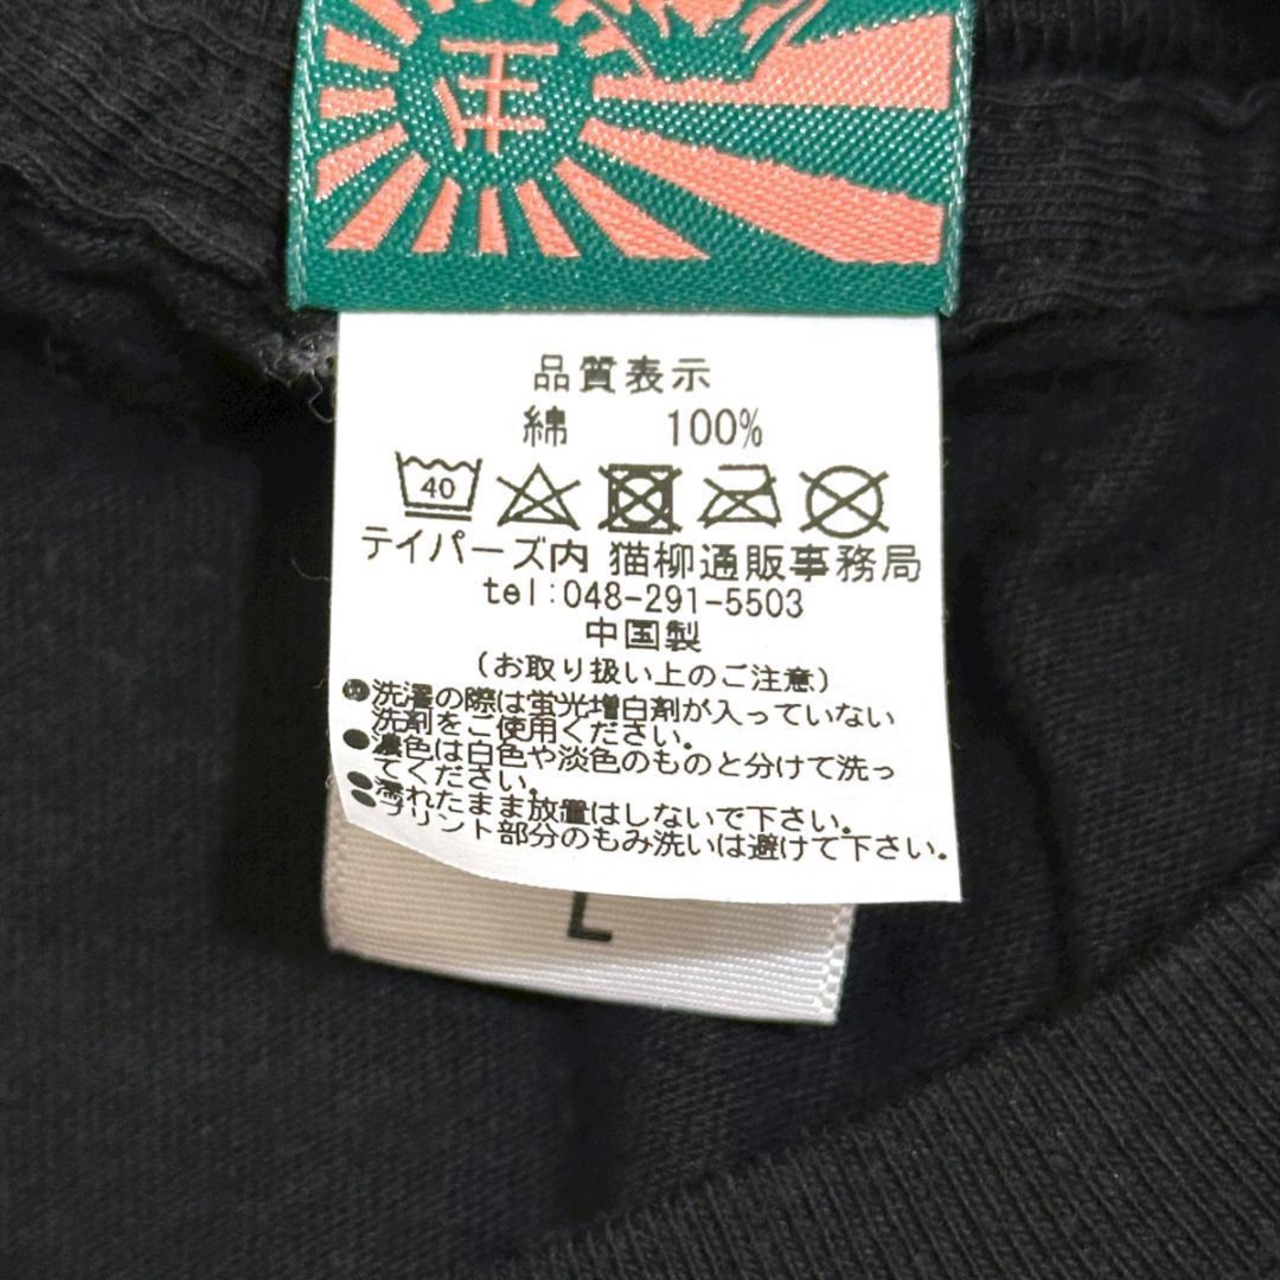 品質表示
綿 100%
40
テイパーズ内 猫柳通販事務局
tel:048-291-5503
中国製
(お取り扱い上のご注意)
●洗濯の際は蛍光増白剤が入っていない
洗剤をご使用ください。
●濃色は白色や淡色のものと分けて洗っ
てください。
●濡れたまま放置はしないで下さい。
●プリント部分のもみ洗いは避けて下さい。
L